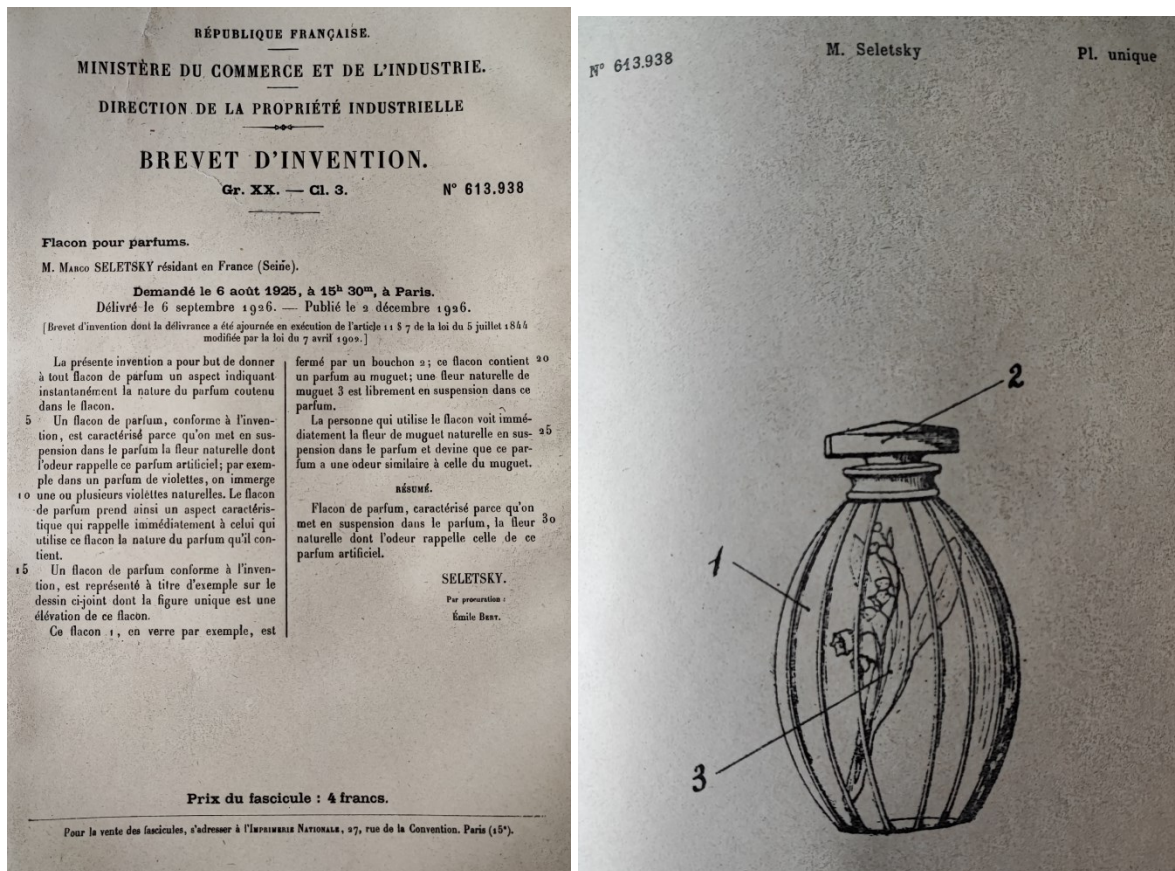 RÉPUBLIQUE FRANÇAISE.
MINISTÈRE DU COMMERCE ET DE L'INDUSTRIE.
DIRECTION DE LA PROPRIÉTÉ INDUSTRIELLE
BREVET D'INVENTION.
Gr. XX. — Cl. 3. N° 613.938
Flacon pour parfums.
M. Marco SELETSKY résidant en France (Seine).
Demandé le 6 août 1925, à 15h 30m, à Paris.
Délivré le 6 septembre 1926. — Publié le 2 décembre 1926.
[Brevet d'invention dont la délivrance a été ajournée en exécution de l'article 11 § 7 de la loi du 5 juillet 1844
modifiée par la loi du 7 avril 1902.]
La présente invention a pour but de donner
à tout flacon de parfum un aspect indiquant
instantanément la nature du parfum contenu
dans le flacon.
5 Un flacon de parfum, conforme à l'inven-
tion, est caractérisé parce qu'on met en sus-
pension dans le parfum la fleur naturelle dont
l'odeur rappelle ce parfum artificiel; par exem-
ple dans un parfum de violettes, on immerge
10 une ou plusieurs violettes naturelles. Le flacon
de parfum prend ainsi un aspect caractéris-
tique qui rappelle immédiatement à celui qui
utilise ce flacon la nature du parfum qu'il con-
tient.
15 Un flacon de parfum conforme à l'inven-
tion, est représenté à titre d'exemple sur le
dessin ci-joint dont la figure unique est une
élévation de ce flacon.
Ce flacon 1, en verre par exemple, est
fermé par un bouchon 2; ce flacon contient 20
un parfum au muguet; une fleur naturelle de
muguet 3 est librement en suspension dans ce
parfum.
La personne qui utilise le flacon voit immé-
diatement la fleur de muguet naturelle en sus- 25
pension dans le parfum et devine que ce par-
fum a une odeur similaire à celle du muguet.
RÉSUMÉ.
Flacon de parfum, caractérisé parce qu'on
met en suspension dans le parfum, la fleur 30
naturelle dont l'odeur rappelle celle de ce
parfum artificiel.
SELETSKY.
Par procuration :
Émile Bert.
Prix du fascicule : 4 francs.
Pour la vente des fascicules, s'adresser à l'Imprimerie Nationale, 27, rue de la Convention. Paris (15e).
N° 613.938 M. Seletsky Pl. unique
2
1
3